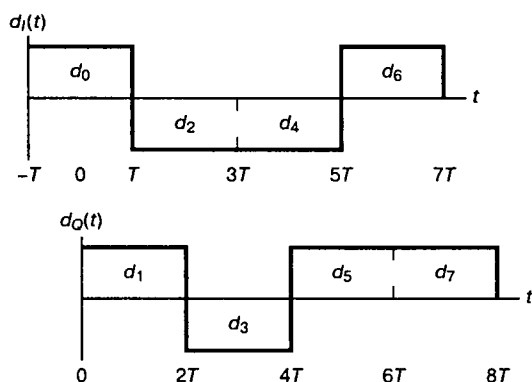 d_I(t)
d_0 d_6
t
d_2 d_4
−T 0 T 3T 5T 7T
d_Q(t)
d_1 d_5 d_7
t
d_3
0 2T 4T 6T 8T